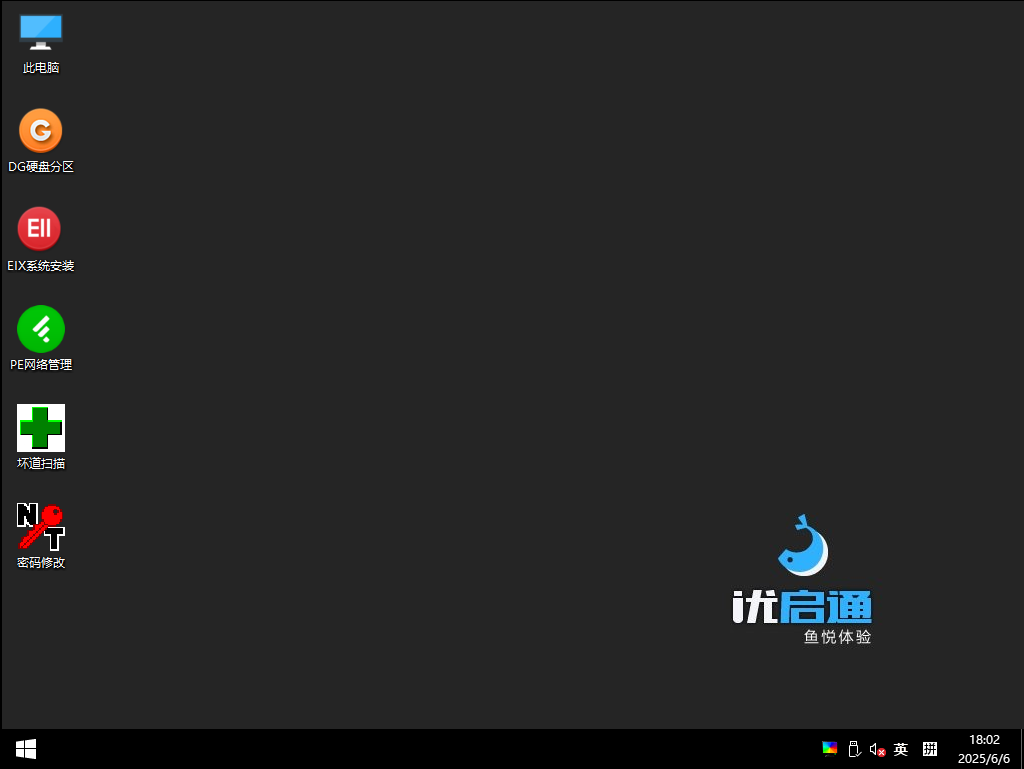 此电脑
DG硬盘分区
EII
EIX系统安装
PE网络管理
坏道扫描
NT
密码修改
优启通
鱼悦体验
英
拼
18:02
2025/6/6